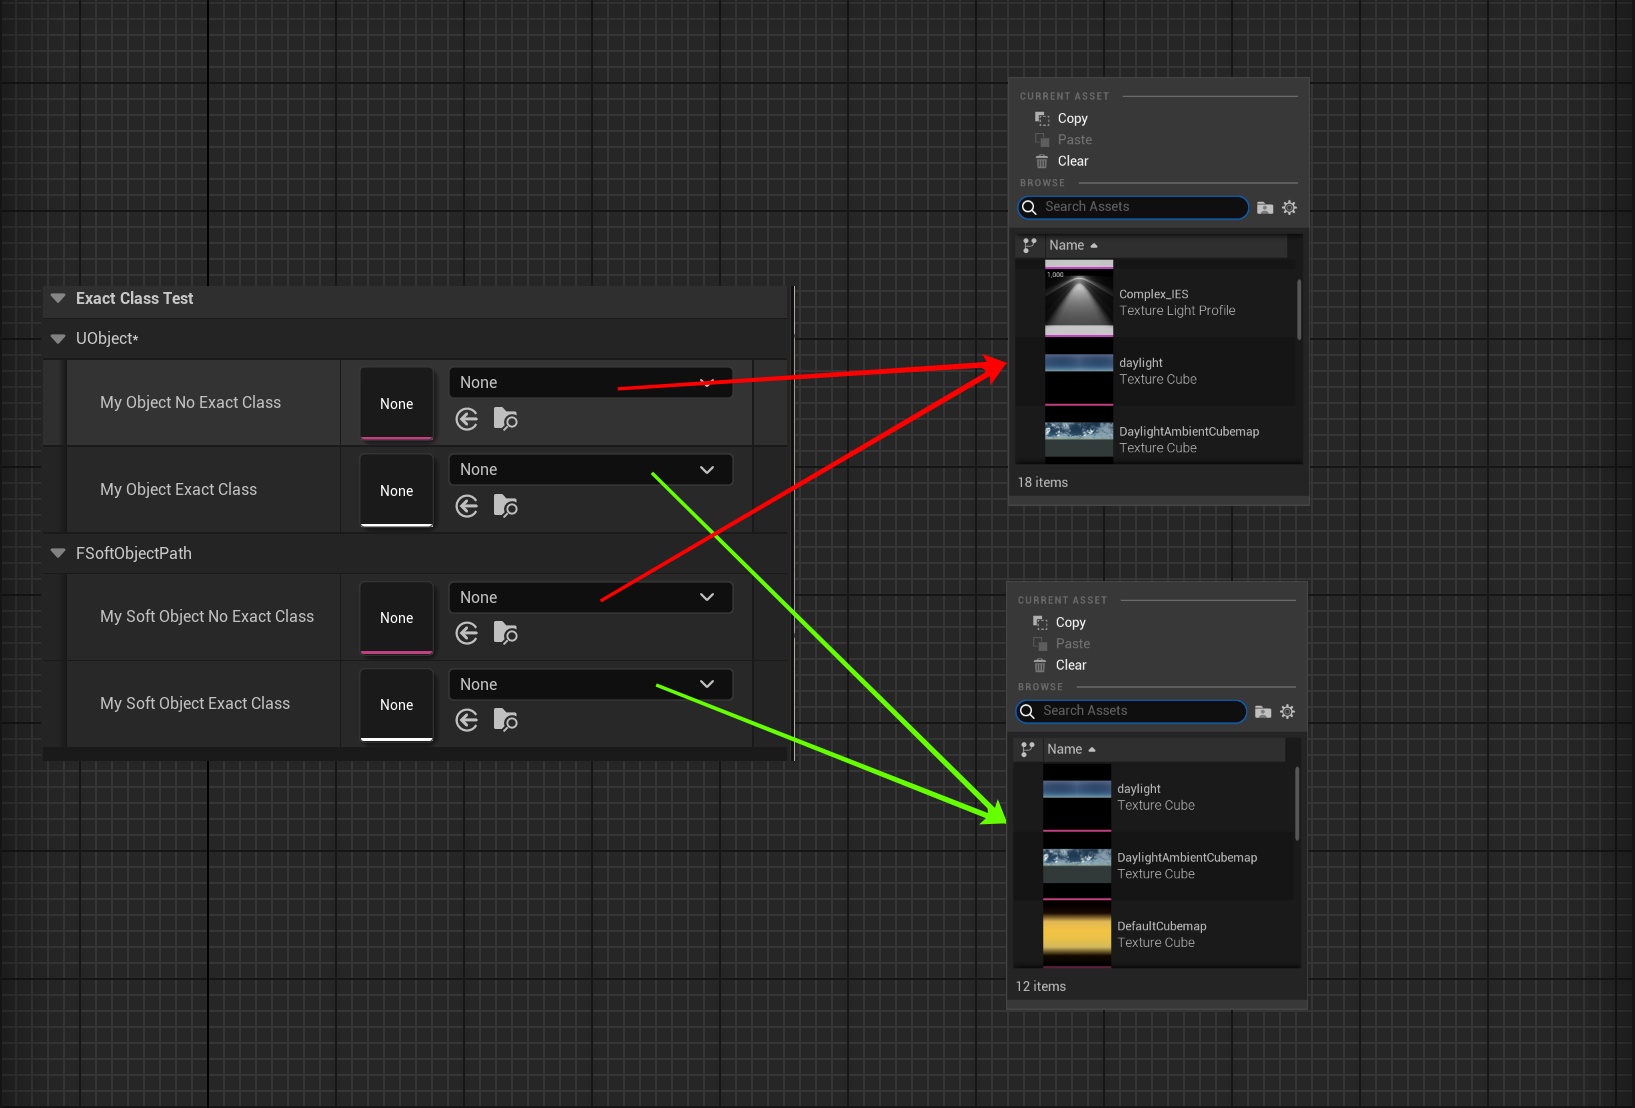 Exact Class Test
UObject*
My Object No Exact Class
None
None
My Object Exact Class
None
None
FSoftObjectPath
My Soft Object No Exact Class
None
None
My Soft Object Exact Class
None
None
CURRENT ASSET
Copy
Paste
Clear
BROWSE
Search Assets
Name
1,000
Complex_IES
Texture Light Profile
daylight
Texture Cube
DaylightAmbientCubemap
Texture Cube
18 items
CURRENT ASSET
Copy
Paste
Clear
BROWSE
Search Assets
Name
daylight
Texture Cube
DaylightAmbientCubemap
Texture Cube
DefaultCubemap
Texture Cube
12 items